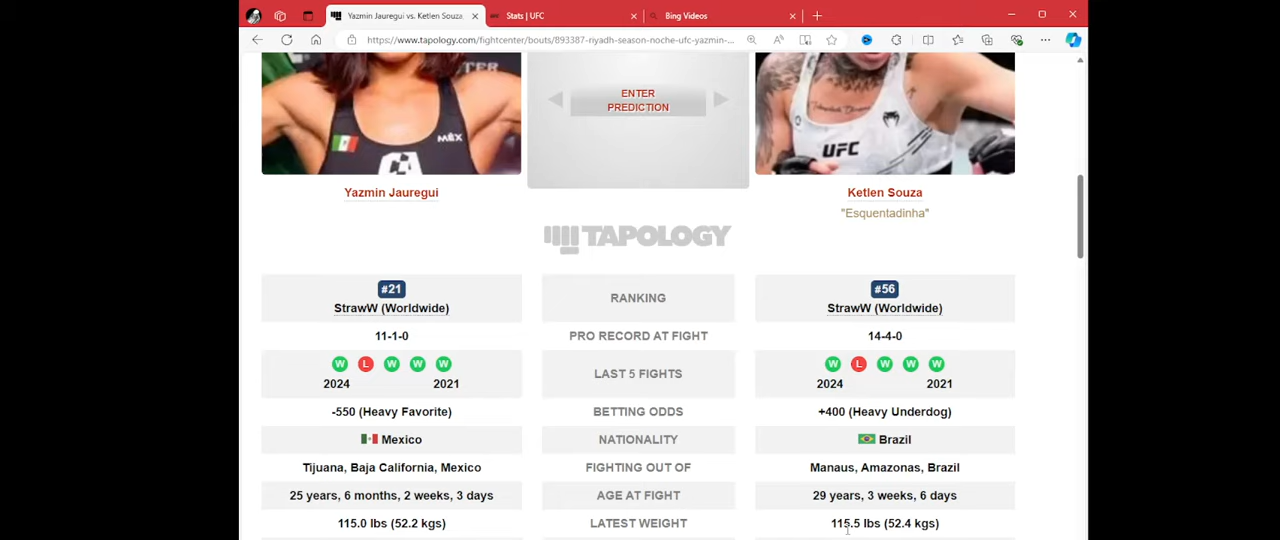 Yazmin Jauregui vs. Ketlen Souza
Stats | UFC
Bing Videos
https://www.tapology.com/fightcenter/bouts/893387-riyadh-season-noche-ufc-yazmin-...
MÉX
ENTER
PREDICTION
UFC
Yazmin Jauregui
Ketlen Souza
"Esquentadinha"
TAPOLOGY
#21
StrawW (Worldwide)
RANKING
#56
StrawW (Worldwide)
11-1-0
PRO RECORD AT FIGHT
14-4-0
W L W W W
2024 2021
LAST 5 FIGHTS
W L W W W
2024 2021
-550 (Heavy Favorite)
BETTING ODDS
+400 (Heavy Underdog)
Mexico
NATIONALITY
Brazil
Tijuana, Baja California, Mexico
FIGHTING OUT OF
Manaus, Amazonas, Brazil
25 years, 6 months, 2 weeks, 3 days
AGE AT FIGHT
29 years, 3 weeks, 6 days
115.0 lbs (52.2 kgs)
LATEST WEIGHT
115.5 lbs (52.4 kgs)